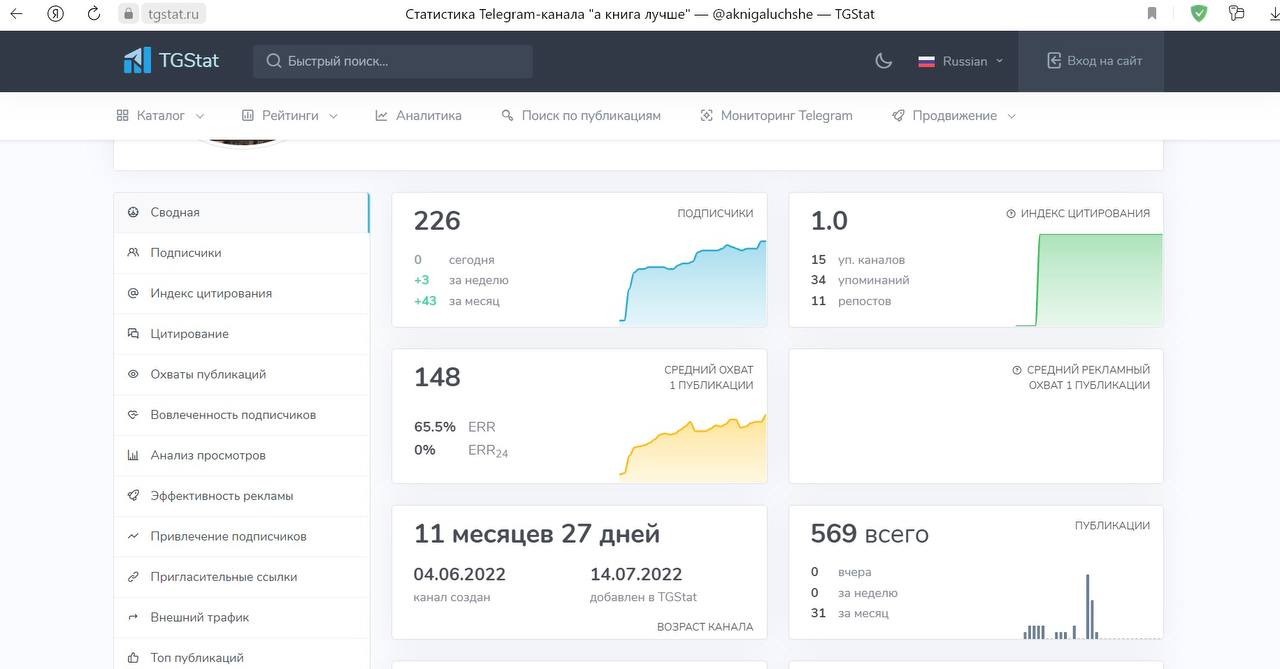 Я
tgstat.ru
Статистика Telegram-канала "а книга лучше" — @aknigaluchshe — TGStat
TGStat
Быстрый поиск...
Russian
Вход на сайт
Каталог
Рейтинги
Аналитика
Поиск по публикациям
Мониторинг Telegram
Продвижение
Сводная
Подписчики
Индекс цитирования
Цитирование
Охваты публикаций
Вовлеченность подписчиков
Анализ просмотров
Эффективность рекламы
Привлечение подписчиков
Пригласительные ссылки
Внешний трафик
Топ публикаций
226
ПОДПИСЧИКИ
0 сегодня
+3 за неделю
+43 за месяц
1.0
ИНДЕКС ЦИТИРОВАНИЯ
15 уп. каналов
34 упоминаний
11 репостов
148
СРЕДНИЙ ОХВАТ
1 ПУБЛИКАЦИИ
65.5% ERR
0% ERR24
СРЕДНИЙ РЕКЛАМНЫЙ
ОХВАТ 1 ПУБЛИКАЦИИ
11 месяцев 27 дней
04.06.2022
канал создан
14.07.2022
добавлен в TGStat
ВОЗРАСТ КАНАЛА
569 всего
ПУБЛИКАЦИИ
0 вчера
0 за неделю
31 за месяц